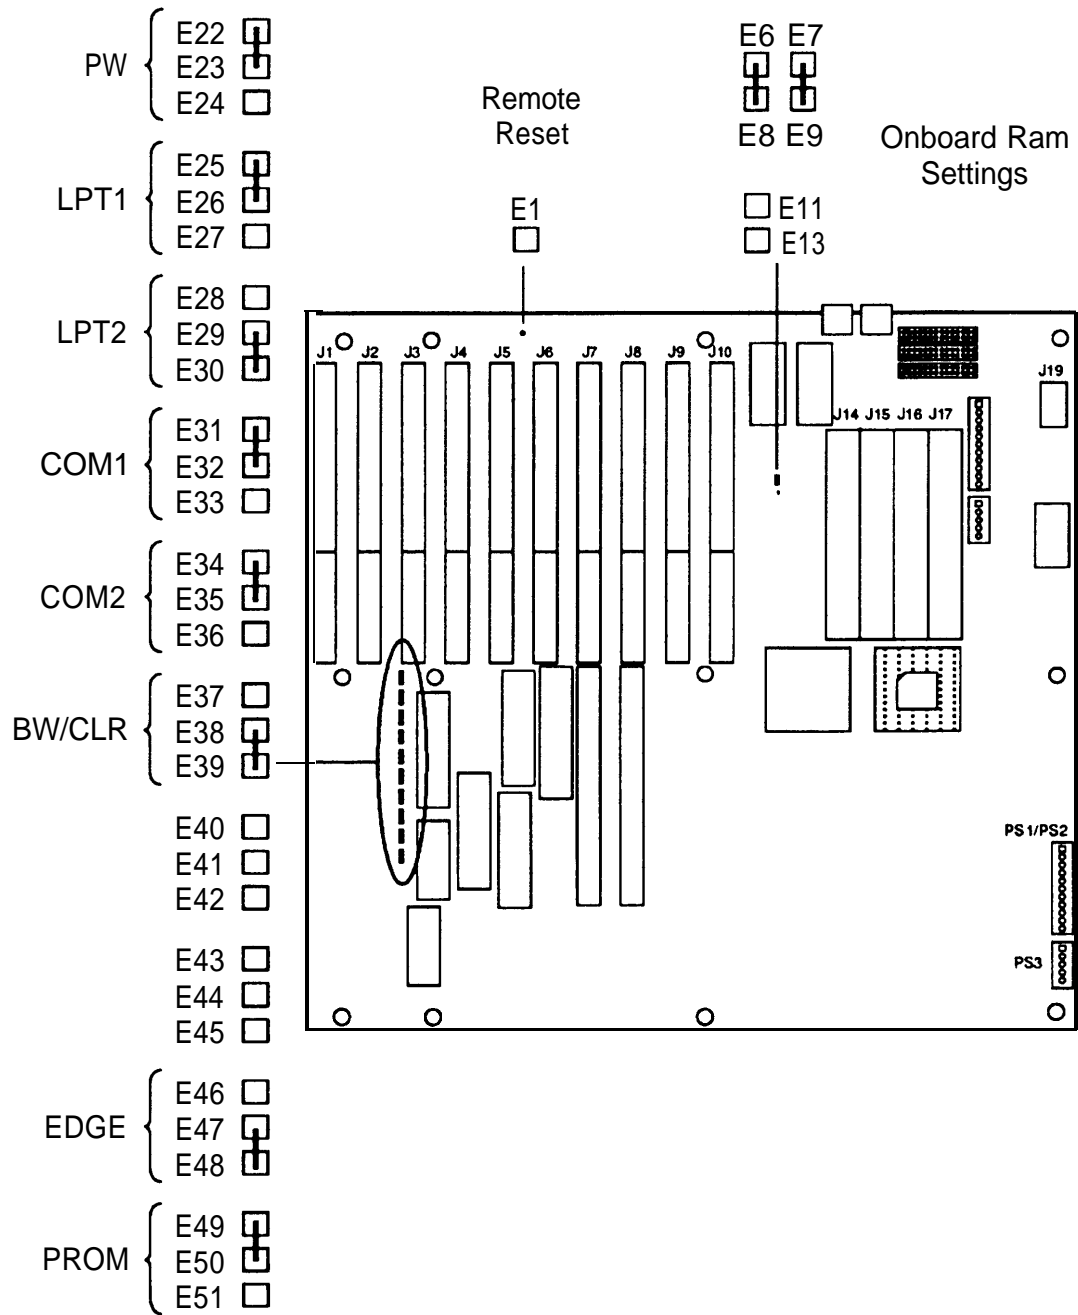 PW
E22
E23
E24
LPT1
E25
E26
E27
LPT2
E28
E29
E30
COM1
E31
E32
E33
COM2
E34
E35
E36
BW/CLR
E37
E38
E39
E40
E41
E42
E43
E44
E45
EDGE
E46
E47
E48
PROM
E49
E50
E51
Remote
Reset
E1
E6 E7
E8 E9
Onboard Ram
Settings
E11
E13
J1 J2 J3 J4 J5 J6 J7 J8 J9 J10
J14 J15 J16 J17
J19
PS1/PS2
PS3